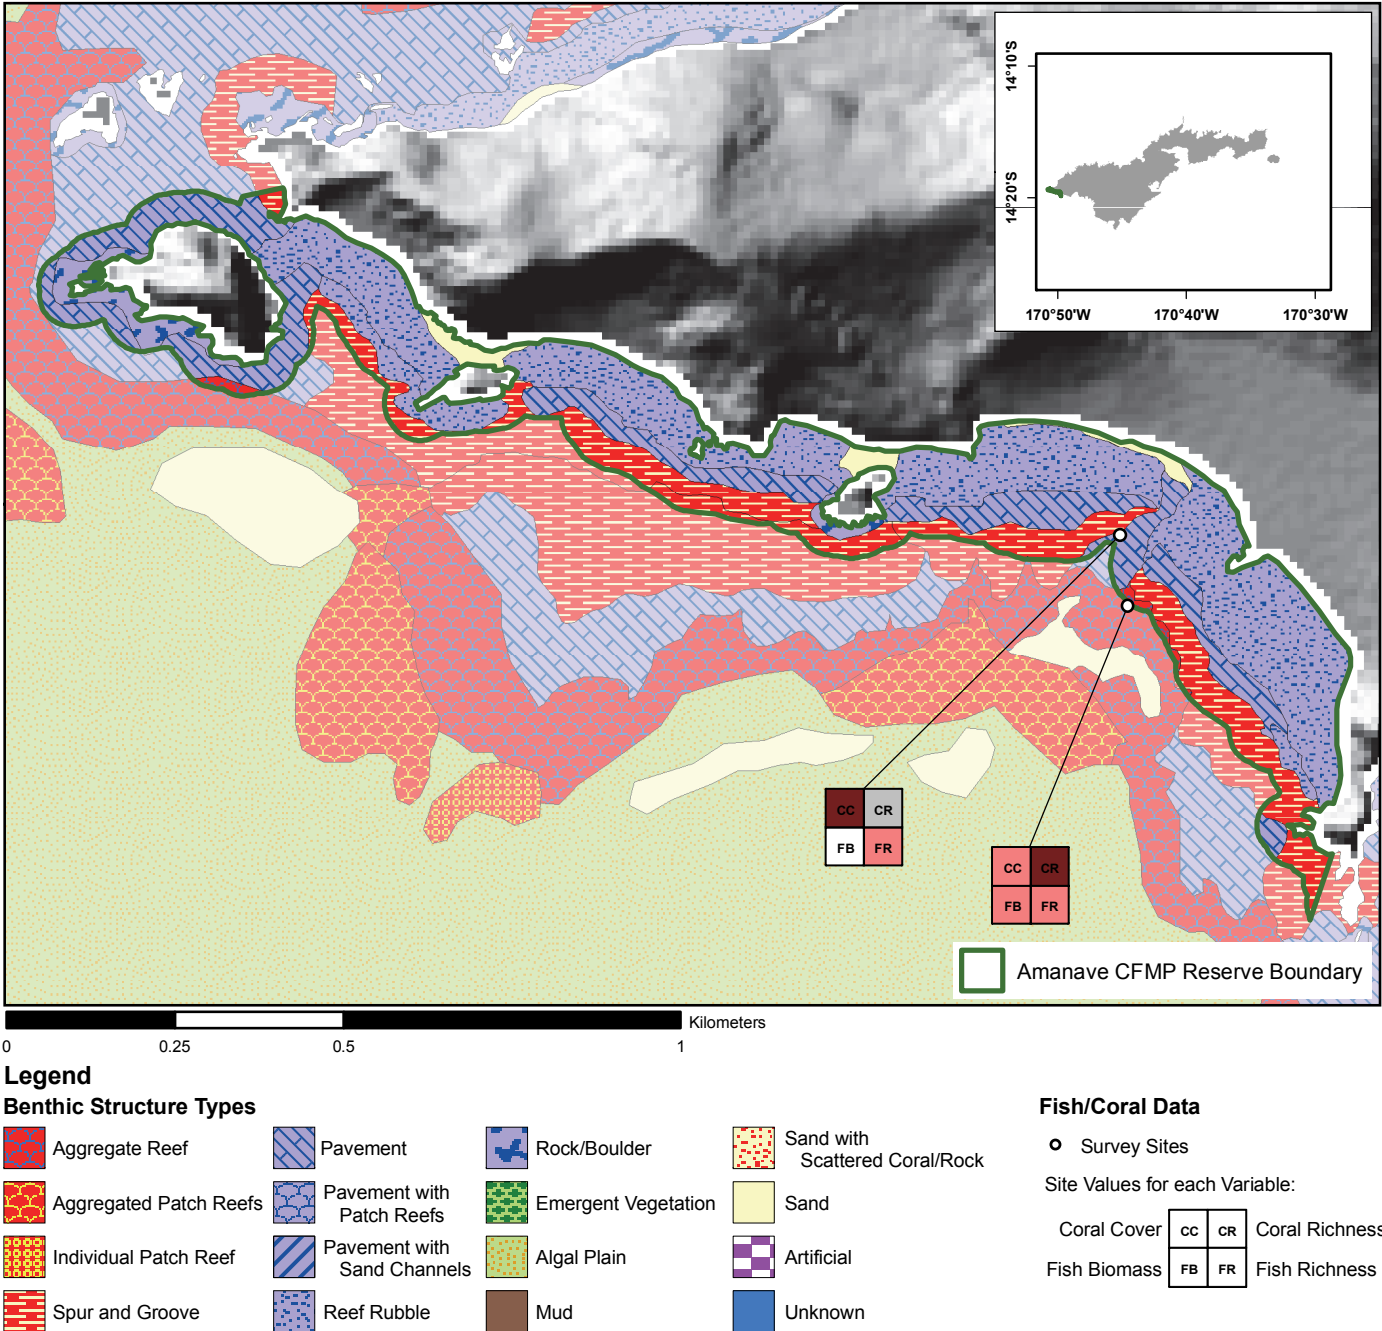 14°10'S
14°20'S
170°50'W
170°40'W
170°30'W
CC
CR
FB
FR
CC
CR
FB
FR
Amanave CFMP Reserve Boundary
Kilometers
0
0.25
0.5
1
Legend
Benthic Structure Types
Aggregate Reef
Aggregated Patch Reefs
Individual Patch Reef
Spur and Groove
Pavement
Pavement with
Patch Reefs
Pavement with
Sand Channels
Reef Rubble
Rock/Boulder
Emergent Vegetation
Algal Plain
Mud
Sand with
Scattered Coral/Rock
Sand
Artificial
Unknown
Fish/Coral Data
Survey Sites
Site Values for each Variable:
Coral Cover CC CR Coral Richness
Fish Biomass FB FR Fish Richness